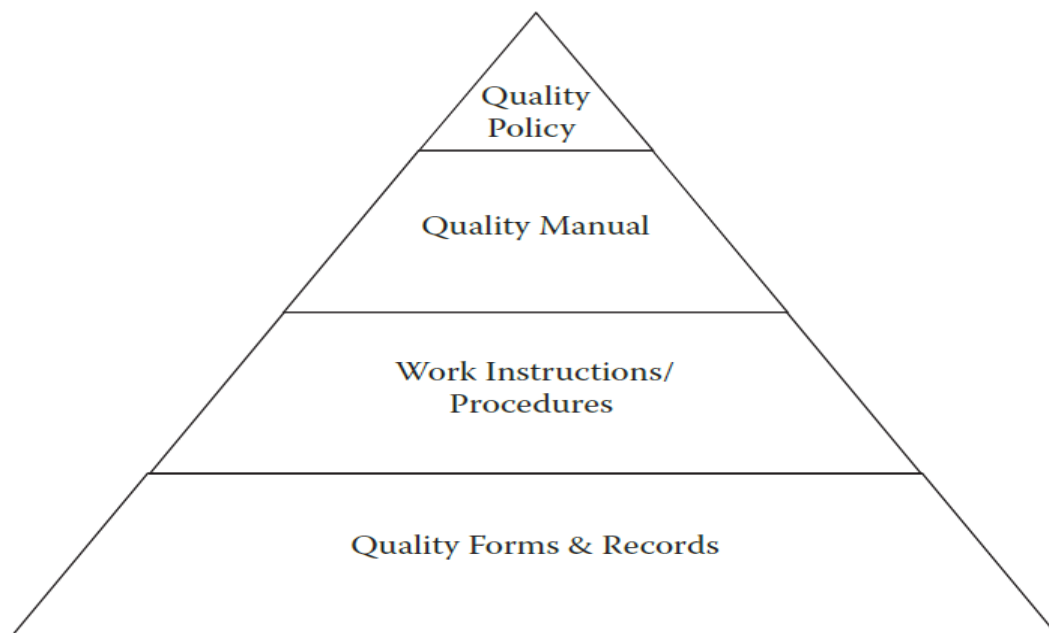 Quality
Policy
Quality Manual
Work Instructions/
Procedures
Quality Forms & Records